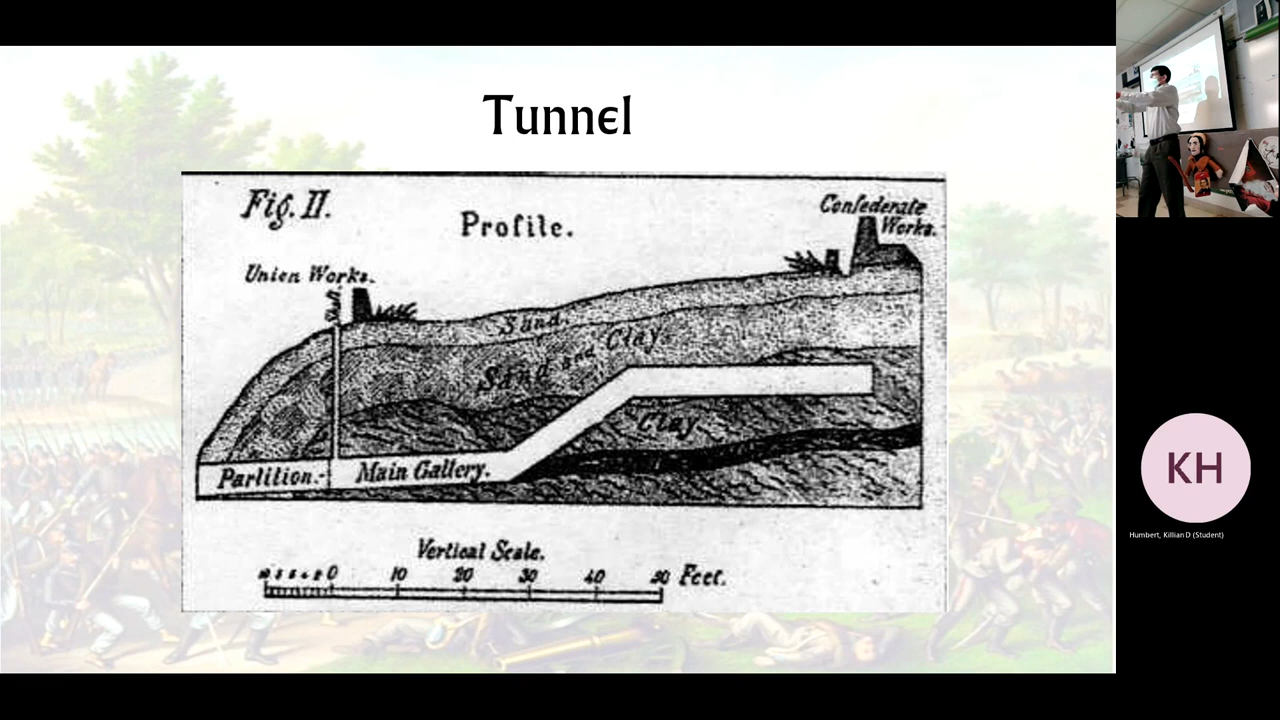 Tunnel
Fig. II.
Profile.
Confederate
Works.
Union Works.
Sand.
Sand and Clay.
Clay.
Partition.
Main Gallery.
Vertical Scale.
0 10 20 30 40 50 Feet.
KH
Humbert, Killian D (Student)